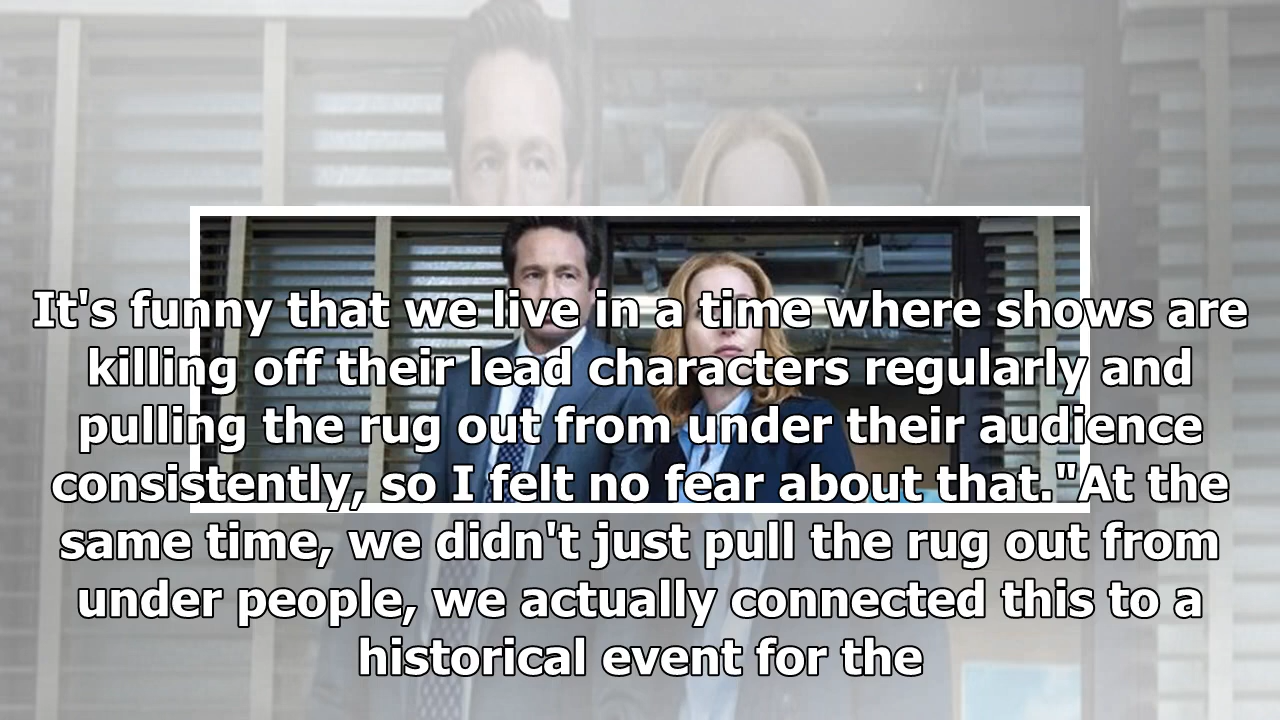 It's funny that we live in a time where shows are
killing off their lead characters regularly and
pulling the rug out from under their audience
consistently, so I felt no fear about that."At the
same time, we didn't just pull the rug out from
under people, we actually connected this to a
historical event for the